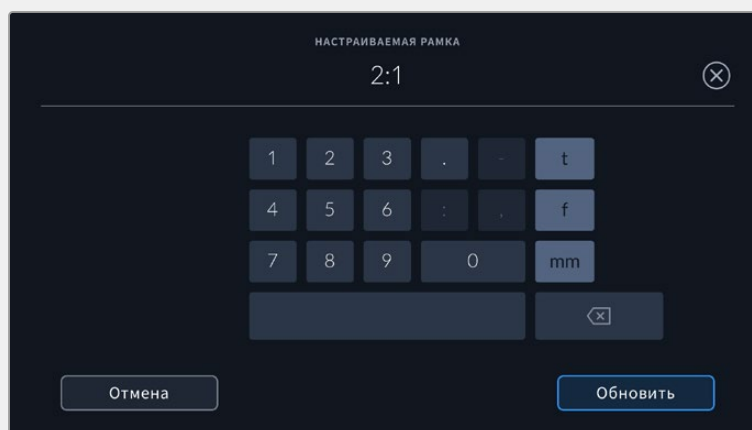 НАСТРАИВАЕМАЯ РАМКА
2:1
1 2 3 . - t
4 5 6 : , f
7 8 9 0 mm
Отмена Обновить